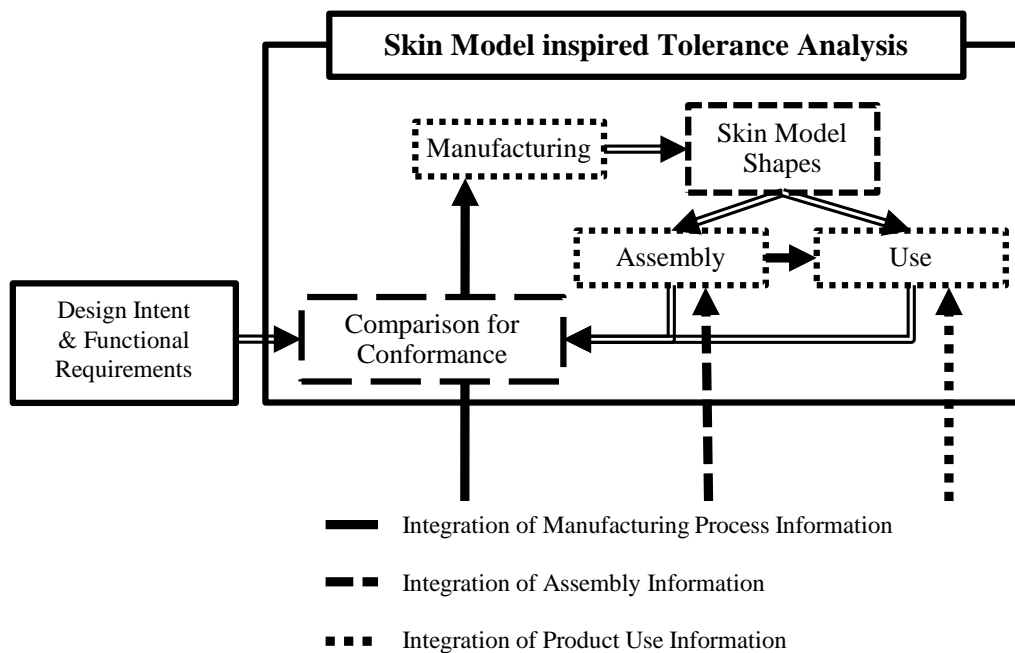 Skin Model inspired Tolerance Analysis
Manufacturing
Skin Model
Shapes
Assembly
Use
Design Intent
& Functional
Requirements
Comparison for
Conformance
Integration of Manufacturing Process Information
Integration of Assembly Information
Integration of Product Use Information